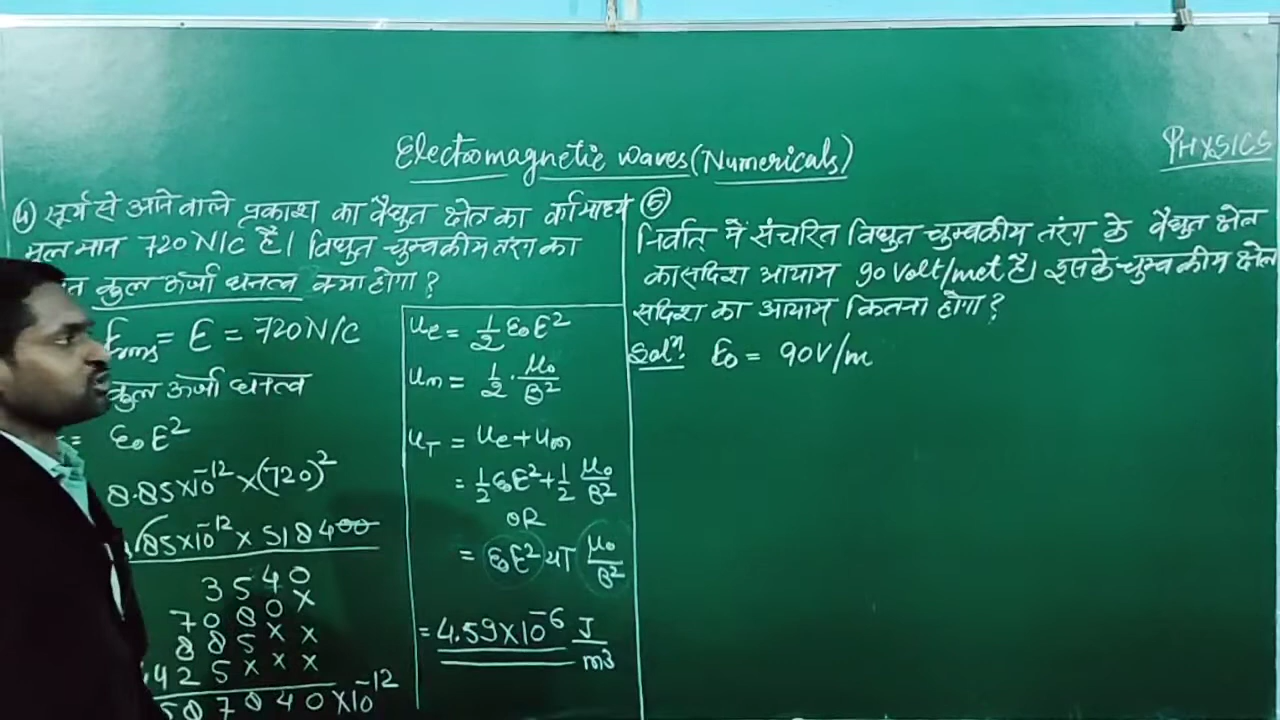 Electromagnetic waves (Numericals)
PHYSICS
④ सूर्य से आने वाले प्रकाश का वैद्युत क्षेत्र का वर्ग माध्य
मूल मान 720 N/C है। विद्युत चुम्बकीय तरंग का
कुल ऊर्जा घनत्व क्या होगा ?
Erms = E = 720 N/C
कुल ऊर्जा घनत्व
= ε₀E²
8.85×10⁻¹² ×(720)²
85×10⁻¹² × 518400
3540
7080×
885××
425×××
507840×10⁻¹²
ue = 1/2 ε₀E²
um = 1/2 . μ₀/B²
uT = ue + um
= 1/2 ε₀E² + 1/2 μ₀/B²
OR
= ε₀E² या μ₀/B²
= 4.59×10⁻⁶ J/m³
⑤
निर्वात में संचरित विद्युत चुम्बकीय तरंग के वैद्युत क्षेत्र
का सदिश आयाम 90 Volt/met है। इसके चुम्बकीय क्षेत्र
सदिश का आयाम कितना होगा ?
Solⁿ: E₀ = 90 V/m